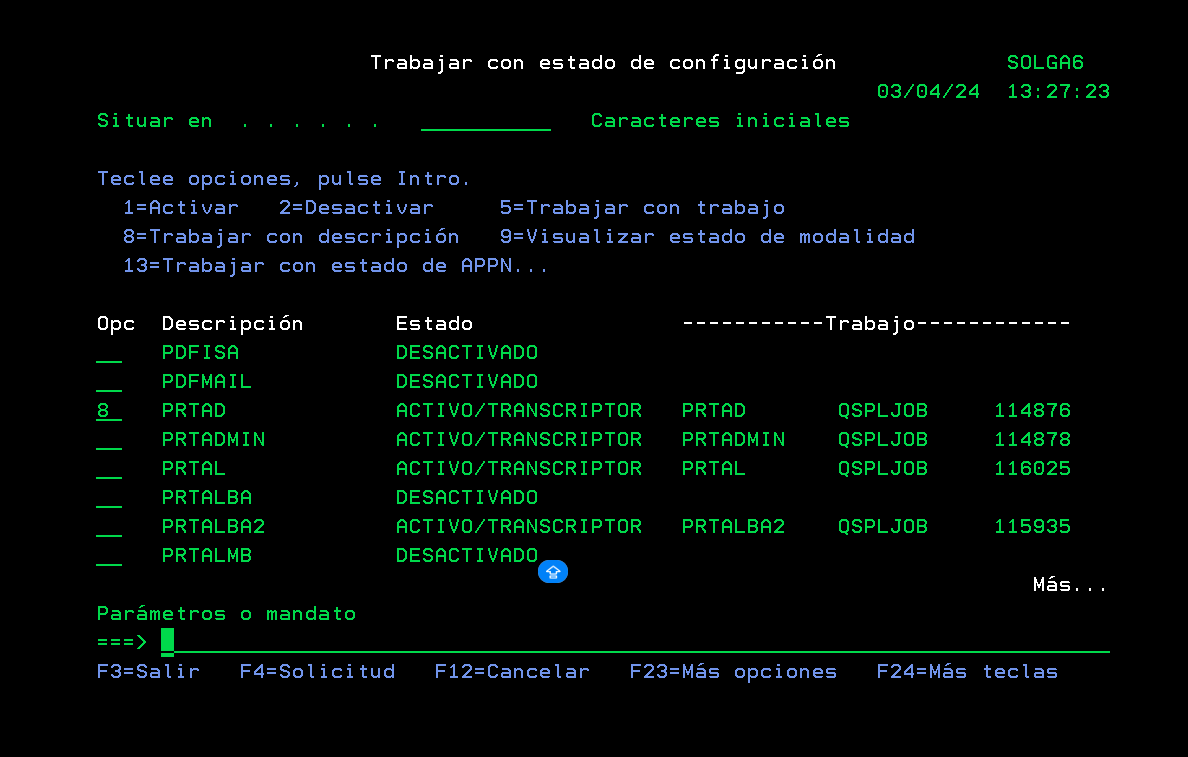 Trabajar con estado de configuración SOLGA6
03/04/24 13:27:23
Situar en . . . . . . __________ Caracteres iniciales
Teclee opciones, pulse Intro.
1=Activar 2=Desactivar 5=Trabajar con trabajo
8=Trabajar con descripción 9=Visualizar estado de modalidad
13=Trabajar con estado de APPN...
Opc Descripción Estado -----------Trabajo------------
__ PDFISA DESACTIVADO
__ PDFMAIL DESACTIVADO
8_ PRTAD ACTIVO/TRANSCRIPTOR PRTAD QSPLJOB 114876
__ PRTADMIN ACTIVO/TRANSCRIPTOR PRTADMIN QSPLJOB 114878
__ PRTAL ACTIVO/TRANSCRIPTOR PRTAL QSPLJOB 116025
__ PRTALBA DESACTIVADO
__ PRTALBA2 ACTIVO/TRANSCRIPTOR PRTALBA2 QSPLJOB 115935
__ PRTALMB DESACTIVADO
Más...
Parámetros o mandato
===>
F3=Salir F4=Solicitud F12=Cancelar F23=Más opciones F24=Más teclas